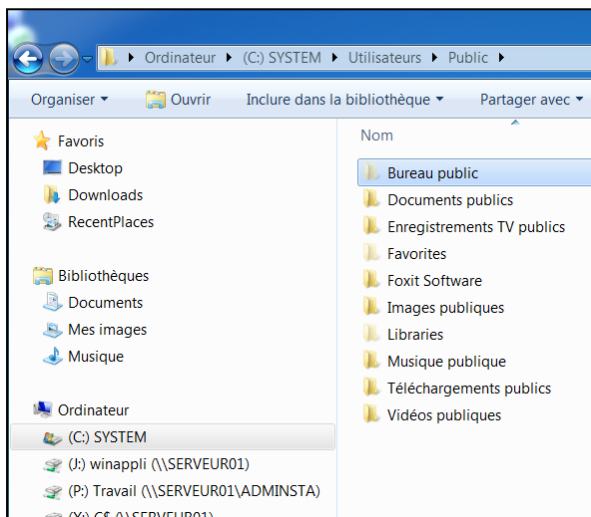 Ordinateur ▸ (C:) SYSTEM ▸ Utilisateurs ▸ Public ▸
Organiser ▾ Ouvrir Inclure dans la bibliothèque ▾ Partager avec ▾
Favoris
Desktop
Downloads
RecentPlaces
Bibliothèques
Documents
Mes images
Musique
Ordinateur
(C:) SYSTEM
(J:) winappli (\\SERVEUR01)
(P:) Travail (\\SERVEUR01\ADMINSTA)
(Y:) C$ (\\SERVEUR01)
Nom
Bureau public
Documents publics
Enregistrements TV publics
Favorites
Foxit Software
Images publiques
Libraries
Musique publique
Téléchargements publics
Vidéos publiques